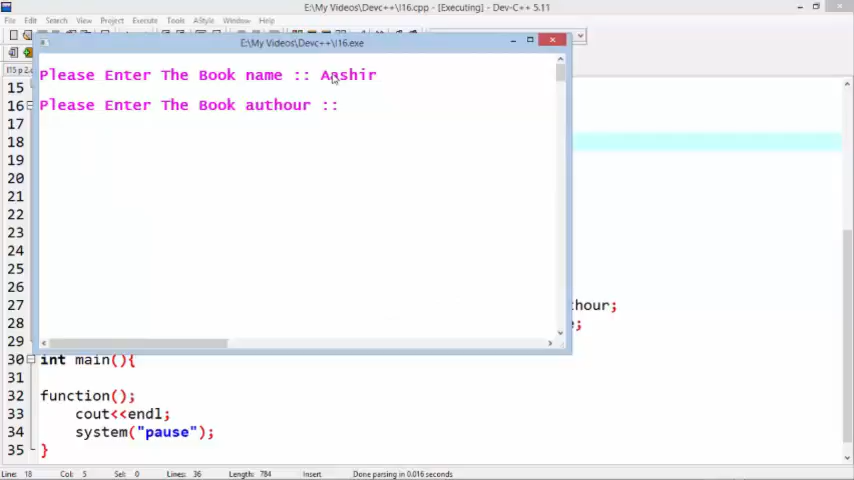 E:\My Videos\Devc++\I16.cpp - [Executing] - Dev-C++ 5.11
File Edit Search View Project Execute Tools AStyle Window Help
E:\My Videos\Devc++\I16.exe
Please Enter The Book name :: Aashir
Please Enter The Book authour ::
15
16
17
18
19
20
21
22
23
24
25
26
27 thour;
28 e;
29
30 int main(){
31
32 function();
33 cout<<endl;
34 system("pause");
35 }
Line: 18 Col: 5 Sel: 0 Lines: 36 Length: 784 Insert Done parsing in 0.016 seconds